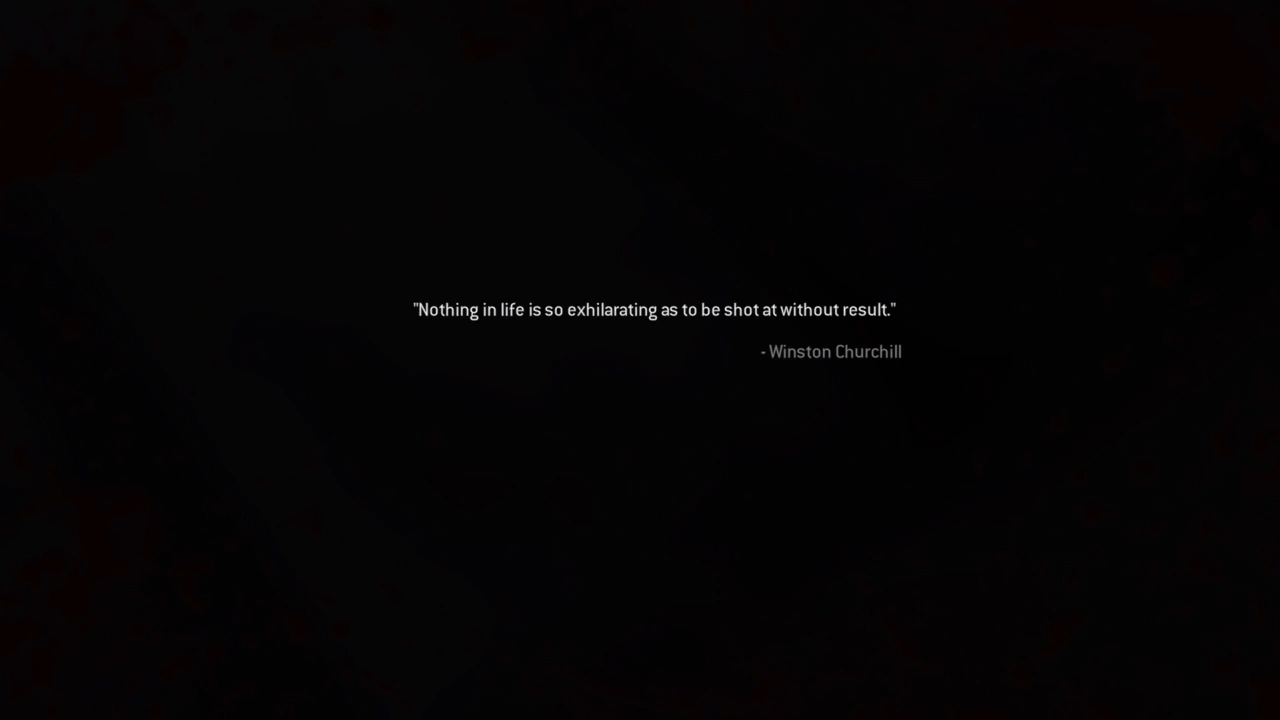 "Nothing in life is so exhilarating as to be shot at without result."
- Winston Churchill